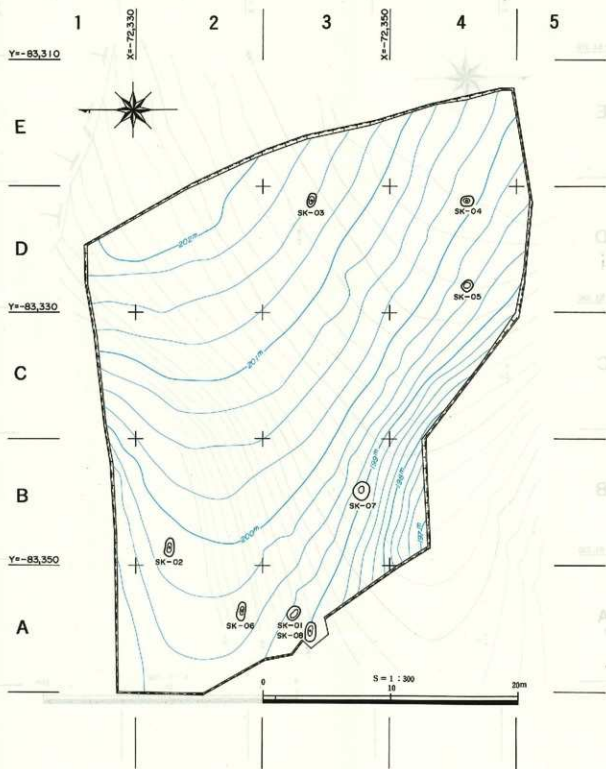 1 2 3 4 5
X=-72,330
X=-72,350
Y=-83,310
E
202m
SK-03
SK-04
D
SK-05
Y=-83,330
201m
C
199m
198m
B
SK-07
197m
200m
SK-02
Y=-83,350
SK-06
SK-01
SK-08
A
S = 1 : 300
0 10 20m